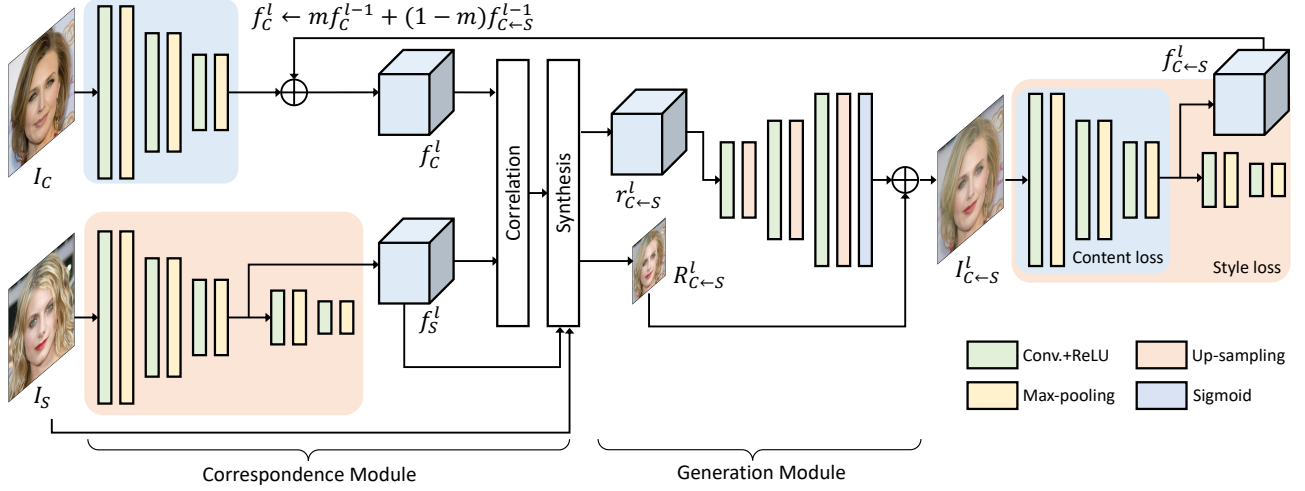 f_C^l ← mf_C^{l-1} + (1 − m)f_{C←S}^{l-1}
I_C
f_C^l
Correlation
Synthesis
r_{C←S}^l
f_{C←S}^l
I_S
f_S^l
R_{C←S}^l
I_{C←S}^l
Content loss
Style loss
Conv.+ReLU
Up-sampling
Max-pooling
Sigmoid
Correspondence Module
Generation Module